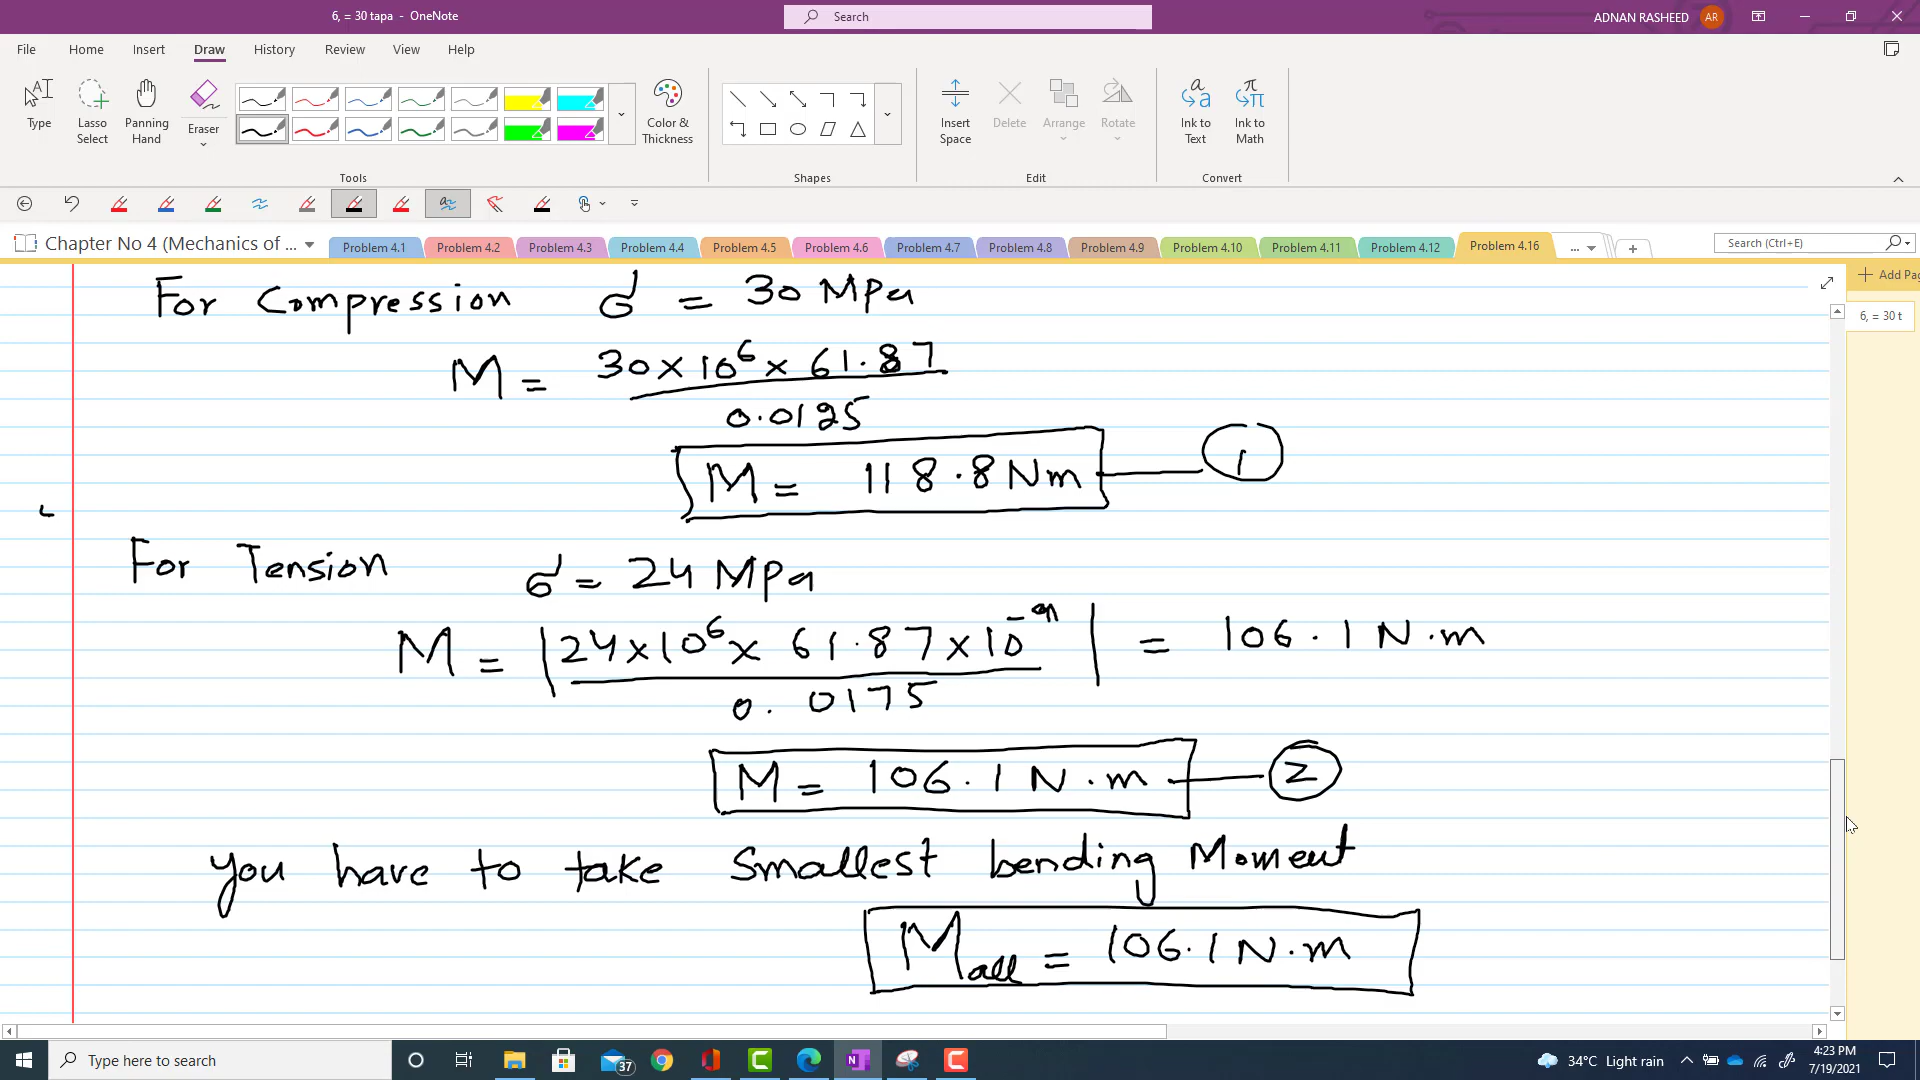 6, = 30 tapa - OneNote
Search
ADNAN RASHEED AR
File Home Insert Draw History Review View Help
Type
Lasso Select
Panning Hand
Eraser
Color & Thickness
Insert Space
Delete
Arrange
Rotate
Ink to Text
Ink to Math
Tools Shapes Edit Convert
Chapter No 4 (Mechanics of ...
Problem 4.1 Problem 4.2 Problem 4.3 Problem 4.4 Problem 4.5 Problem 4.6 Problem 4.7 Problem 4.8 Problem 4.9 Problem 4.10 Problem 4.11 Problem 4.12 Problem 4.16 ...
Search (Ctrl+E)
Add Pag
6, = 30 t
For Compression σ = 30 MPa
M = 30×10⁶ × 61.87
0.0125
M = 118.8 Nm 1
For Tension σ = 24 MPa
M = |24×10⁶ × 61.87×10⁻⁹| = 106.1 N.m
0.0175
M = 106.1 N.m 2
you have to take Smallest bending Moment
Mall = 106.1 N.m
Type here to search
37
34°C Light rain
4:23 PM
7/19/2021